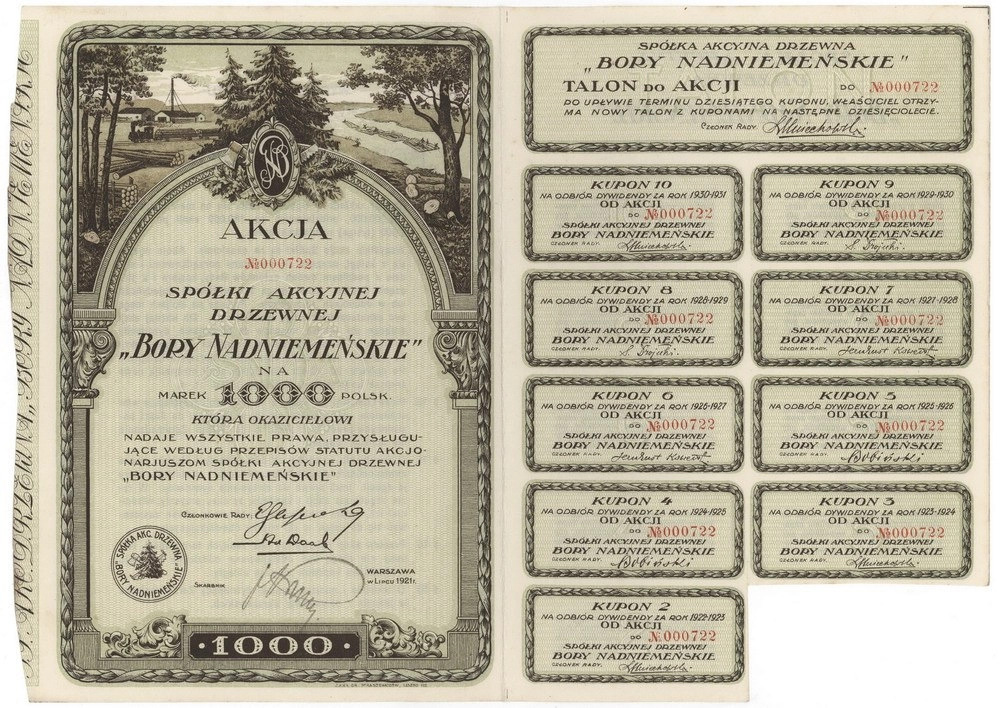 AKCJA
№000722
SPÓŁKI AKCYJNEJ
DRZEWNEJ
„BORY NADNIEMEŃSKIE"
NA
MAREK 1000 POLSK.
KTÓRA OKAZICIELOWI
NADAJE WSZYSTKIE PRAWA, PRZYSŁUGU-
JĄCE WEDŁUG PRZEPISÓW STATUTU AKCJO-
NARJUSZOM SPÓŁKI AKCYJNEJ DRZEWNEJ
„BORY NADNIEMEŃSKIE"
CZŁONKOWIE RADY:
SPÓŁKA AKC. DRZEWNA
„BORY NADNIEMEŃSKIE"
SKARBNIK
WARSZAWA
W LIPCU 1921 r.
·1000·
SPÓŁKA AKCYJNA DRZEWNA
„BORY NADNIEMEŃSKIE"
TALON DO AKCJI DO №000722
PO UPŁYWIE TERMINU DZIESIĄTEGO KUPONU, WŁAŚCICIEL OTRZY-
MA NOWY TALON Z KUPONAMI NA NASTĘPNE DZIESIĘCIOLECIE.
CZŁONEK RADY
KUPON 10
NA ODBIÓR DYWIDENDY ZA ROK 1930-1931
OD AKCJI
DO №000722
SPÓŁKI AKCYJNEJ DRZEWNEJ
BORY NADNIEMEŃSKIE
CZŁONEK RADY:
KUPON 9
NA ODBIÓR DYWIDENDY ZA ROK 1929-1930
OD AKCJI
DO №000722
SPÓŁKI AKCYJNEJ DRZEWNEJ
BORY NADNIEMEŃSKIE
CZŁONEK RADY:
KUPON 8
NA ODBIÓR DYWIDENDY ZA ROK 1928-1929
OD AKCJI
DO №000722
SPÓŁKI AKCYJNEJ DRZEWNEJ
BORY NADNIEMEŃSKIE
CZŁONEK RADY:
KUPON 7
NA ODBIÓR DYWIDENDY ZA ROK 1927-1928
OD AKCJI
DO №000722
SPÓŁKI AKCYJNEJ DRZEWNEJ
BORY NADNIEMEŃSKIE
CZŁONEK RADY:
KUPON 6
NA ODBIÓR DYWIDENDY ZA ROK 1926-1927
OD AKCJI
DO №000722
SPÓŁKI AKCYJNEJ DRZEWNEJ
BORY NADNIEMEŃSKIE
CZŁONEK RADY:
KUPON 5
NA ODBIÓR DYWIDENDY ZA ROK 1925-1926
OD AKCJI
DO №000722
SPÓŁKI AKCYJNEJ DRZEWNEJ
BORY NADNIEMEŃSKIE
CZŁONEK RADY: Bobiński
KUPON 4
NA ODBIÓR DYWIDENDY ZA ROK 1924-1925
OD AKCJI
DO №000722
SPÓŁKI AKCYJNEJ DRZEWNEJ
BORY NADNIEMEŃSKIE
CZŁONEK RADY: Bobiński
KUPON 3
NA ODBIÓR DYWIDENDY ZA ROK 1923-1924
OD AKCJI
DO №000722
SPÓŁKI AKCYJNEJ DRZEWNEJ
BORY NADNIEMEŃSKIE
CZŁONEK RADY:
KUPON 2
NA ODBIÓR DYWIDENDY ZA ROK 1922-1923
OD AKCJI
DO №000722
SPÓŁKI AKCYJNEJ DRZEWNEJ
BORY NADNIEMEŃSKIE
CZŁONEK RADY: